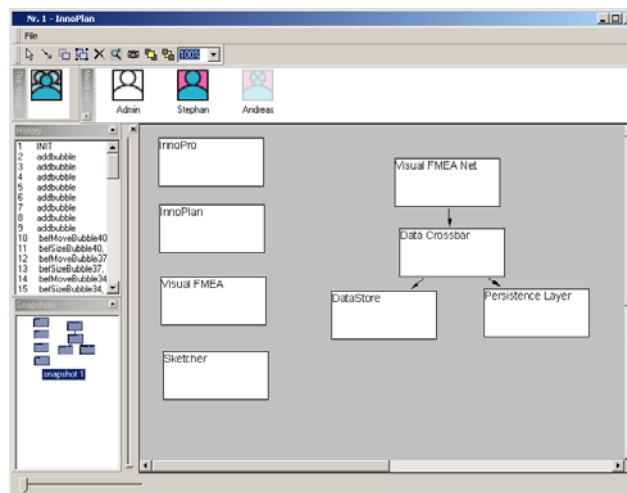 Nr. 1 - InnoPlan
File
100%
Admin
Stephan
Andreas
History
1 INIT
2 addbubble
3 addbubble
4 addbubble
5 addbubble
6 addbubble
7 addbubble
8 addbubble
9 addbubble
10 befMoveBubble40
11 befSizeBubble40,
12 befMoveBubble37
13 befSizeBubble37,
14 befMoveBubble34
15 befSizeBubble34,
Snapshots
snapshot 1
InnoPro
InnoPlan
Visual FMEA
Sketcher
Visual FMEA Net
Data Crossbar
DataStore
Persistence Layer